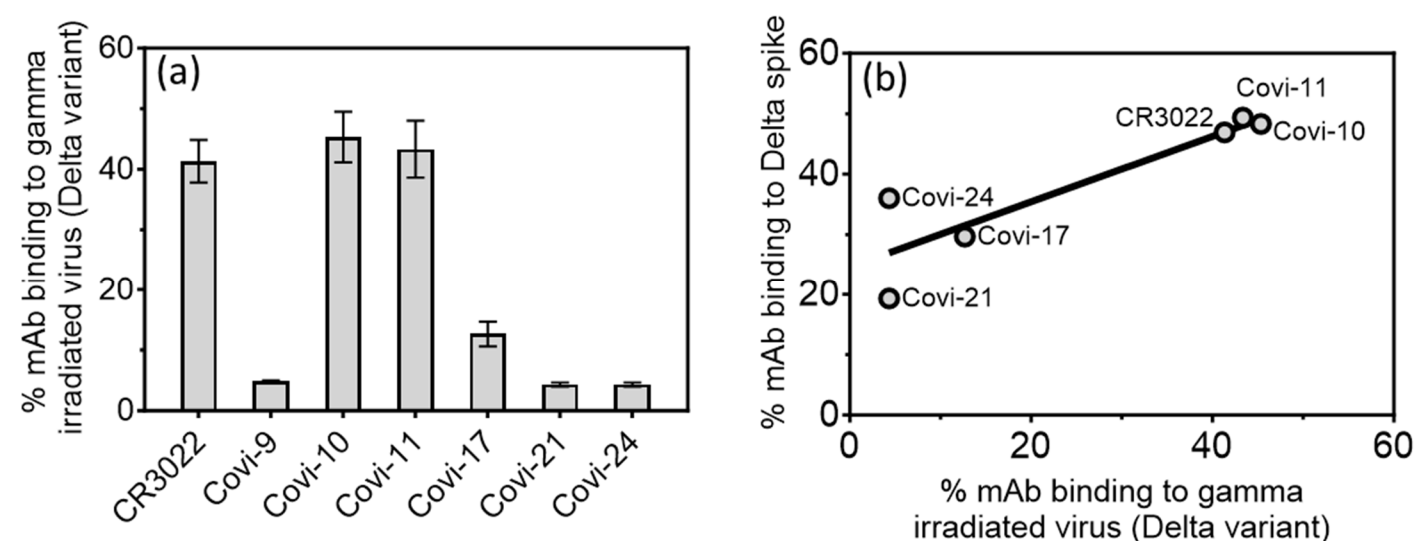 % mAb binding to gamma
irradiated virus (Delta variant)
60
40
20
0
(a)
CR3022
Covi-9
Covi-10
Covi-11
Covi-17
Covi-21
Covi-24
% mAb binding to Delta spike
60
40
20
0
(b)
Covi-11
CR3022
Covi-10
Covi-24
Covi-17
Covi-21
0 20 40 60
% mAb binding to gamma
irradiated virus (Delta variant)